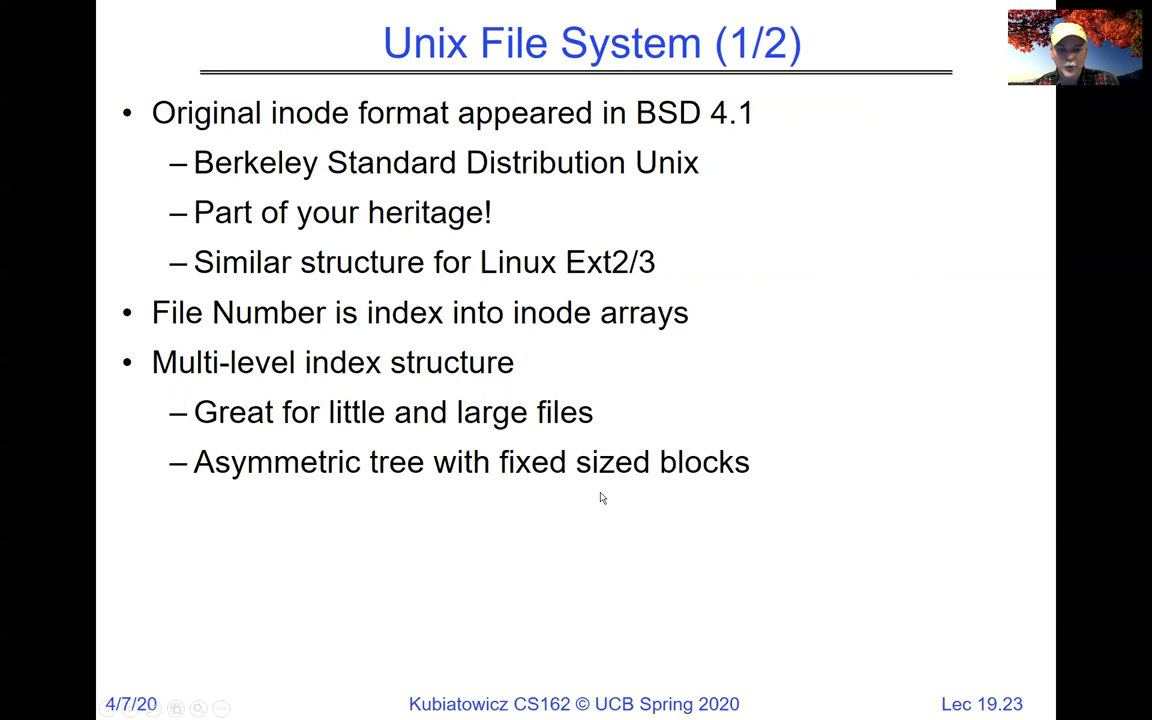 Unix File System (1/2)
• Original inode format appeared in BSD 4.1
– Berkeley Standard Distribution Unix
– Part of your heritage!
– Similar structure for Linux Ext2/3
• File Number is index into inode arrays
• Multi-level index structure
– Great for little and large files
– Asymmetric tree with fixed sized blocks
4/7/20
Kubiatowicz CS162 © UCB Spring 2020
Lec 19.23